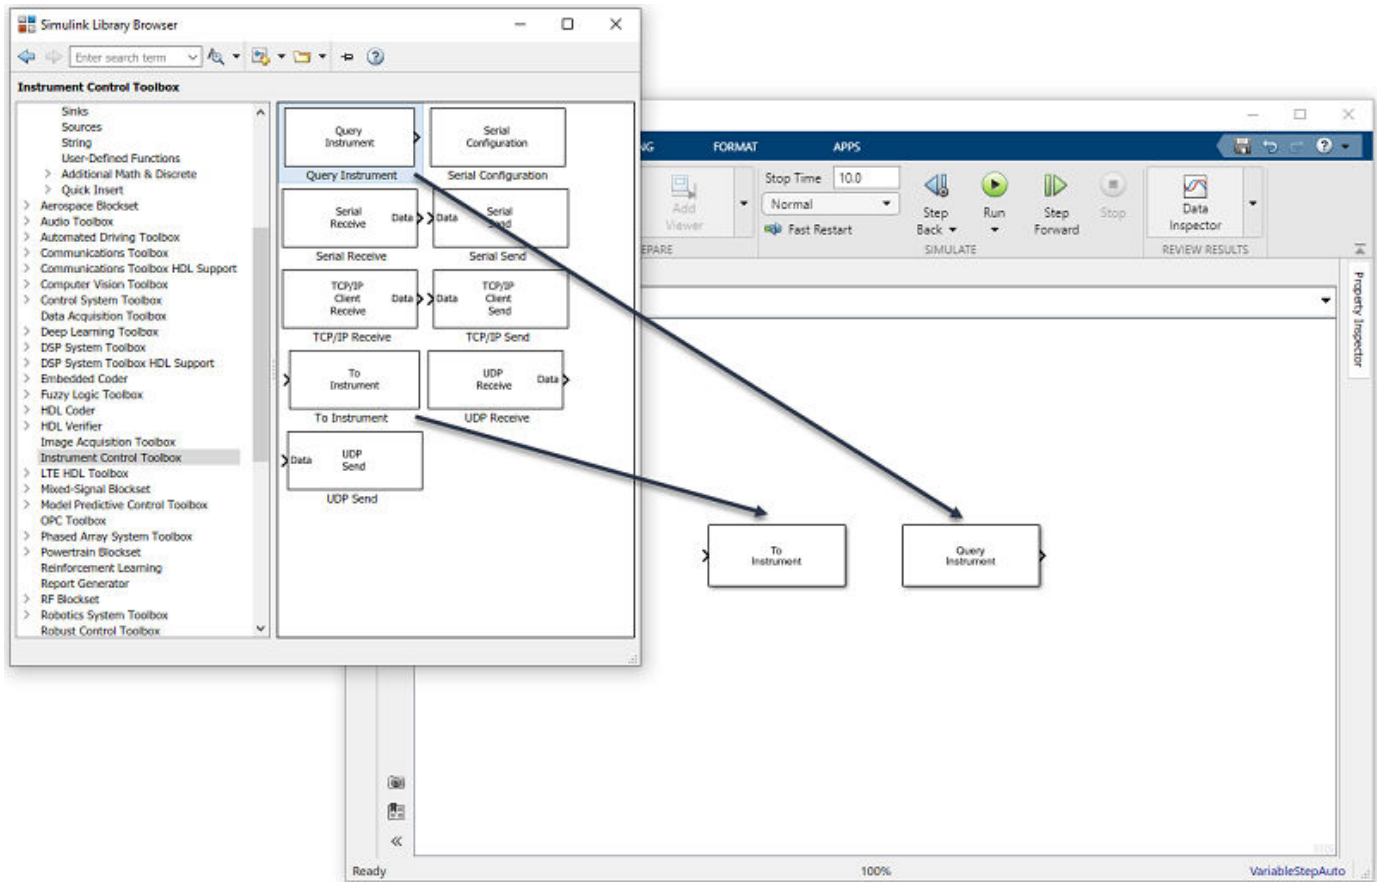 Simulink Library Browser
Enter search term
Instrument Control Toolbox
Sinks
Sources
String
User-Defined Functions
Additional Math & Discrete
Quick Insert
Aerospace Blockset
Audio Toolbox
Automated Driving Toolbox
Communications Toolbox
Communications Toolbox HDL Support
Computer Vision Toolbox
Control System Toolbox
Data Acquisition Toolbox
Deep Learning Toolbox
DSP System Toolbox
DSP System Toolbox HDL Support
Embedded Coder
Fuzzy Logic Toolbox
HDL Coder
HDL Verifier
Image Acquisition Toolbox
Instrument Control Toolbox
LTE HDL Toolbox
Mixed-Signal Blockset
Model Predictive Control Toolbox
OPC Toolbox
Phased Array System Toolbox
Powertrain Blockset
Reinforcement Learning
Report Generator
RF Blockset
Robotics System Toolbox
Robust Control Toolbox
Query
Instrument
Query Instrument
Serial
Configuration
Serial Configuration
Serial
Receive
Data
Serial Receive
Data
Serial
Send
Serial Send
TCP/IP
Client
Receive
Data
TCP/IP Receive
Data
TCP/IP
Client
Send
TCP/IP Send
To
Instrument
To Instrument
UDP
Receive
Data
UDP Receive
Data
UDP
Send
UDP Send
NG
FORMAT
APPS
Add
Viewer
EPARE
Stop Time 10.0
Normal
Fast Restart
Step
Back
Run
Step
Forward
Stop
SIMULATE
Data
Inspector
REVIEW RESULTS
Property Inspector
To
Instrument
Query
Instrument
Ready
100%
VariableStepAuto